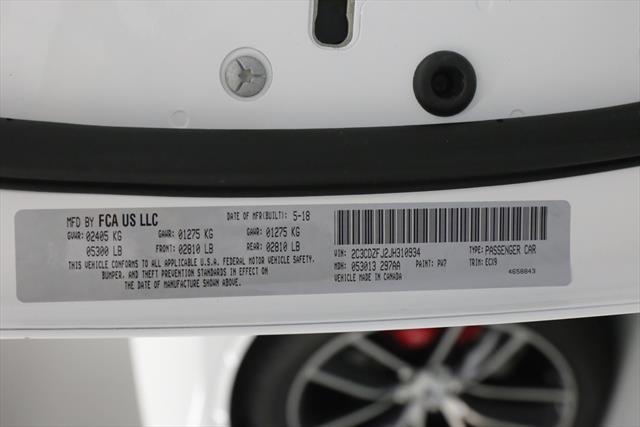 MFD BY FCA US LLC DATE OF MFR(BUILT): 5-18
GVWR: 02405 KG GAWR: 01275 KG GAWR: 01275 KG
05300 LB FRONT: 02810 LB REAR: 02810 LB
THIS VEHICLE CONFORMS TO ALL APPLICABLE U.S.A. FEDERAL MOTOR VEHICLE SAFETY,
BUMPER, AND THEFT PREVENTION STANDARDS IN EFFECT ON
THE DATE OF MANUFACTURE SHOWN ABOVE.
VIN: 2C3CDZFJ2JH310934 TYPE: PASSENGER CAR
MDH: 053013 297AA PAINT: PW7 TRIM: ECX9
VEHICLE MADE IN CANADA 4658843